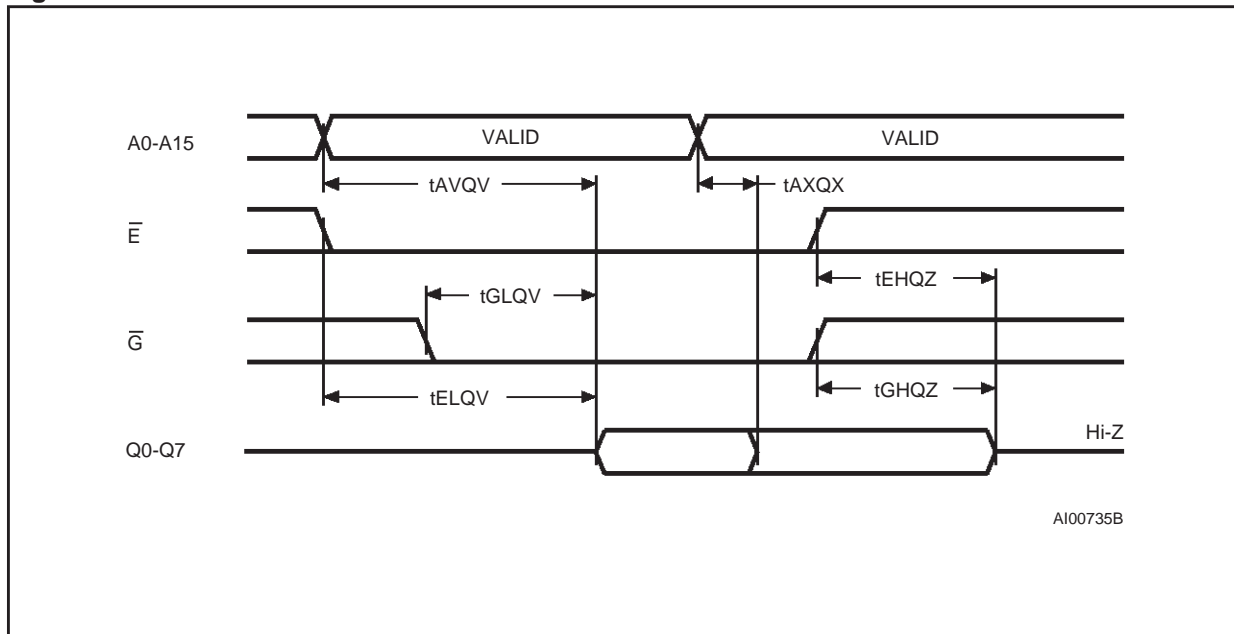 A0-A15
VALID
VALID
tAVQV
tAXQX
E̅
tEHQZ
tGLQV
G̅
tGHQZ
tELQV
Q0-Q7
Hi-Z
AI00735B